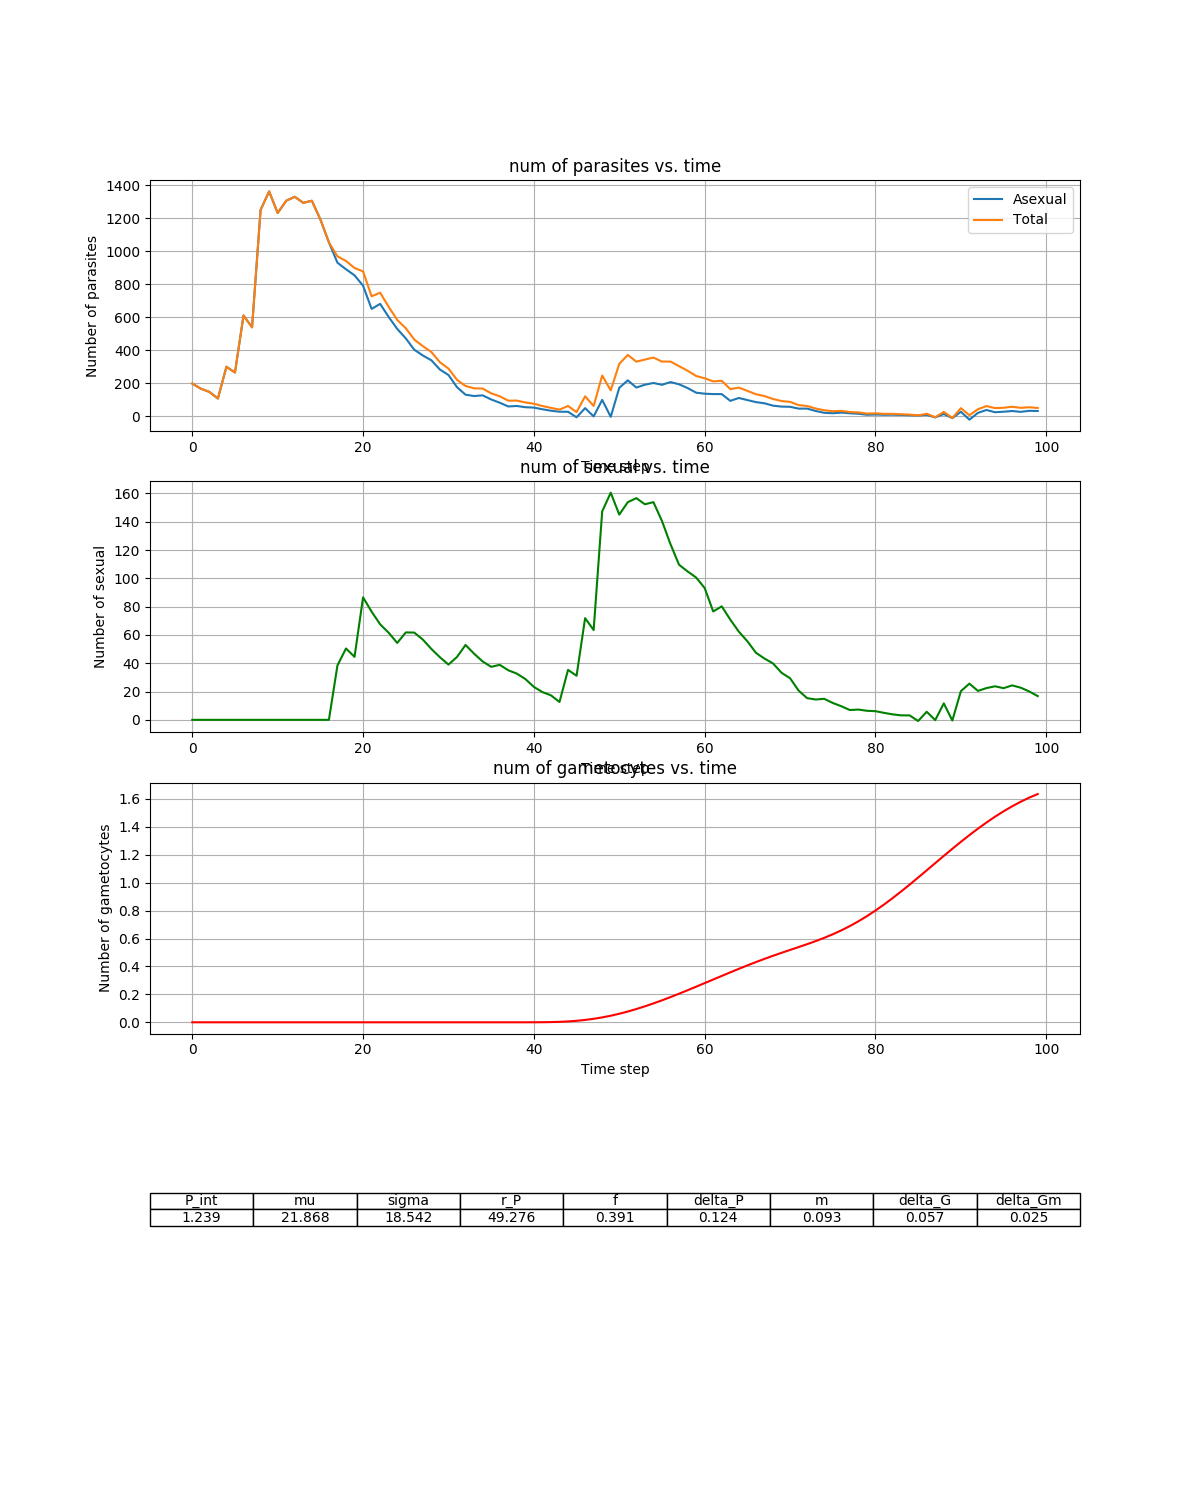 num of parasites vs. time
Number of parasites
1400
1200
1000
800
600
400
200
0
Asexual
Total
0 20 40 60 80 100
Time step
num of sexual vs. time
Number of sexual
160
140
120
100
80
60
40
20
0
0 20 40 60 80 100
Time step
num of gametocytes vs. time
Number of gametocytes
1.6
1.4
1.2
1.0
0.8
0.6
0.4
0.2
0.0
0 20 40 60 80 100
Time step
P_int mu sigma r_P f delta_P m delta_G delta_Gm
1.239 21.868 18.542 49.276 0.391 0.124 0.093 0.057 0.025